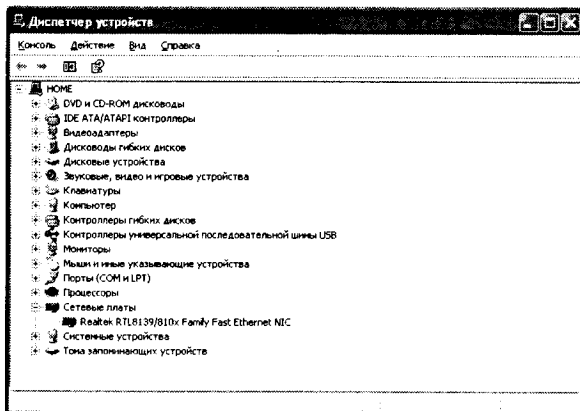 Диспетчер устройств
Консоль Действие Вид Справка
HOME
DVD и CD-ROM дисководы
IDE ATA/ATAPI контроллеры
Видеоадаптеры
Дисководы гибких дисков
Дисковые устройства
Звуковые, видео и игровые устройства
Клавиатуры
Компьютер
Контроллеры гибких дисков
Контроллеры универсальной последовательной шины USB
Мониторы
Мыши и иные указывающие устройства
Порты (COM и LPT)
Процессоры
Сетевые платы
Realtek RTL8139/810x Family Fast Ethernet NIC
Системные устройства
Тома запоминающих устройств